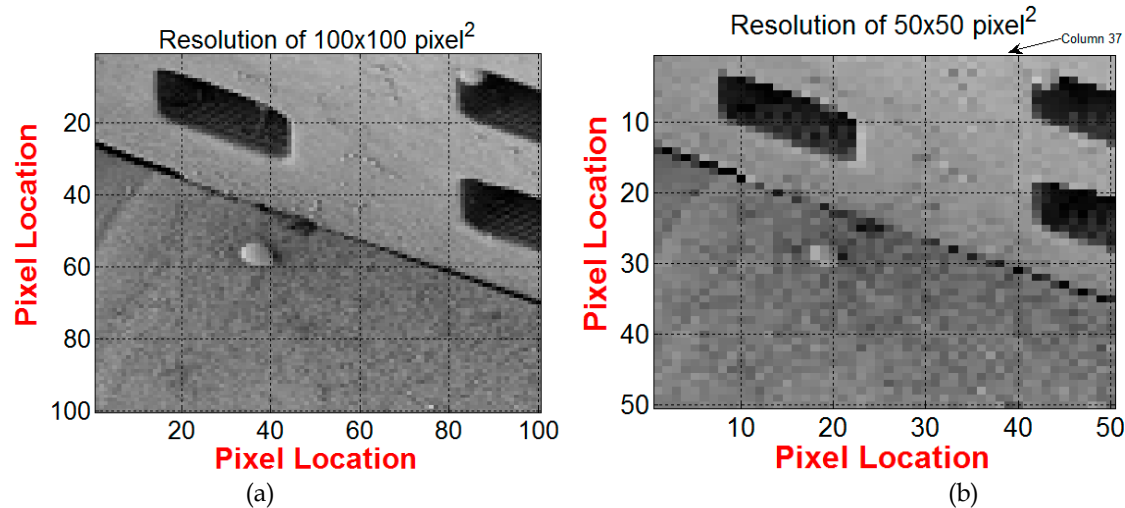 Resolution of 100x100 pixel²
Pixel Location
20
40
60
80
100
20 40 60 80 100
Pixel Location
(a)
Resolution of 50x50 pixel²
Column 37
Pixel Location
10
20
30
40
50
10 20 30 40 50
Pixel Location
(b)